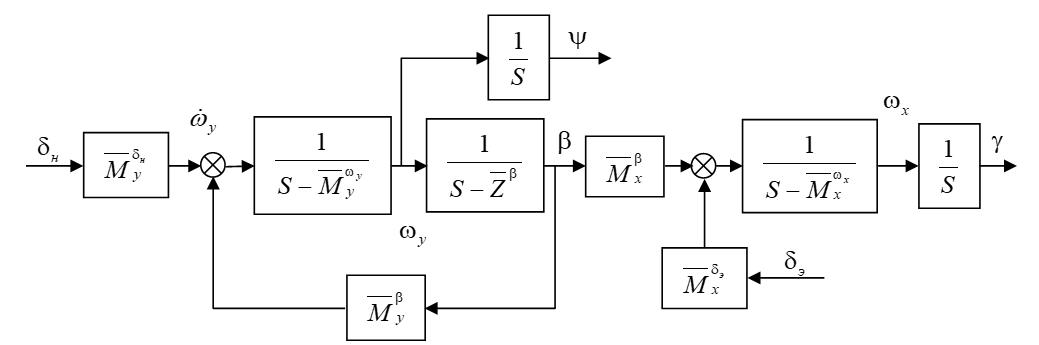 1/S
ψ
δ_н
M̅_y^{δ_н}
ω̇_y
1/(S − M̅_y^{ω_y})
1/(S − Z̅^β)
β
M̅_x^β
1/(S − M̅_x^{ω_x})
ω_x
1/S
γ
ω_y
M̅_y^β
M̅_x^{δ_э}
δ_э